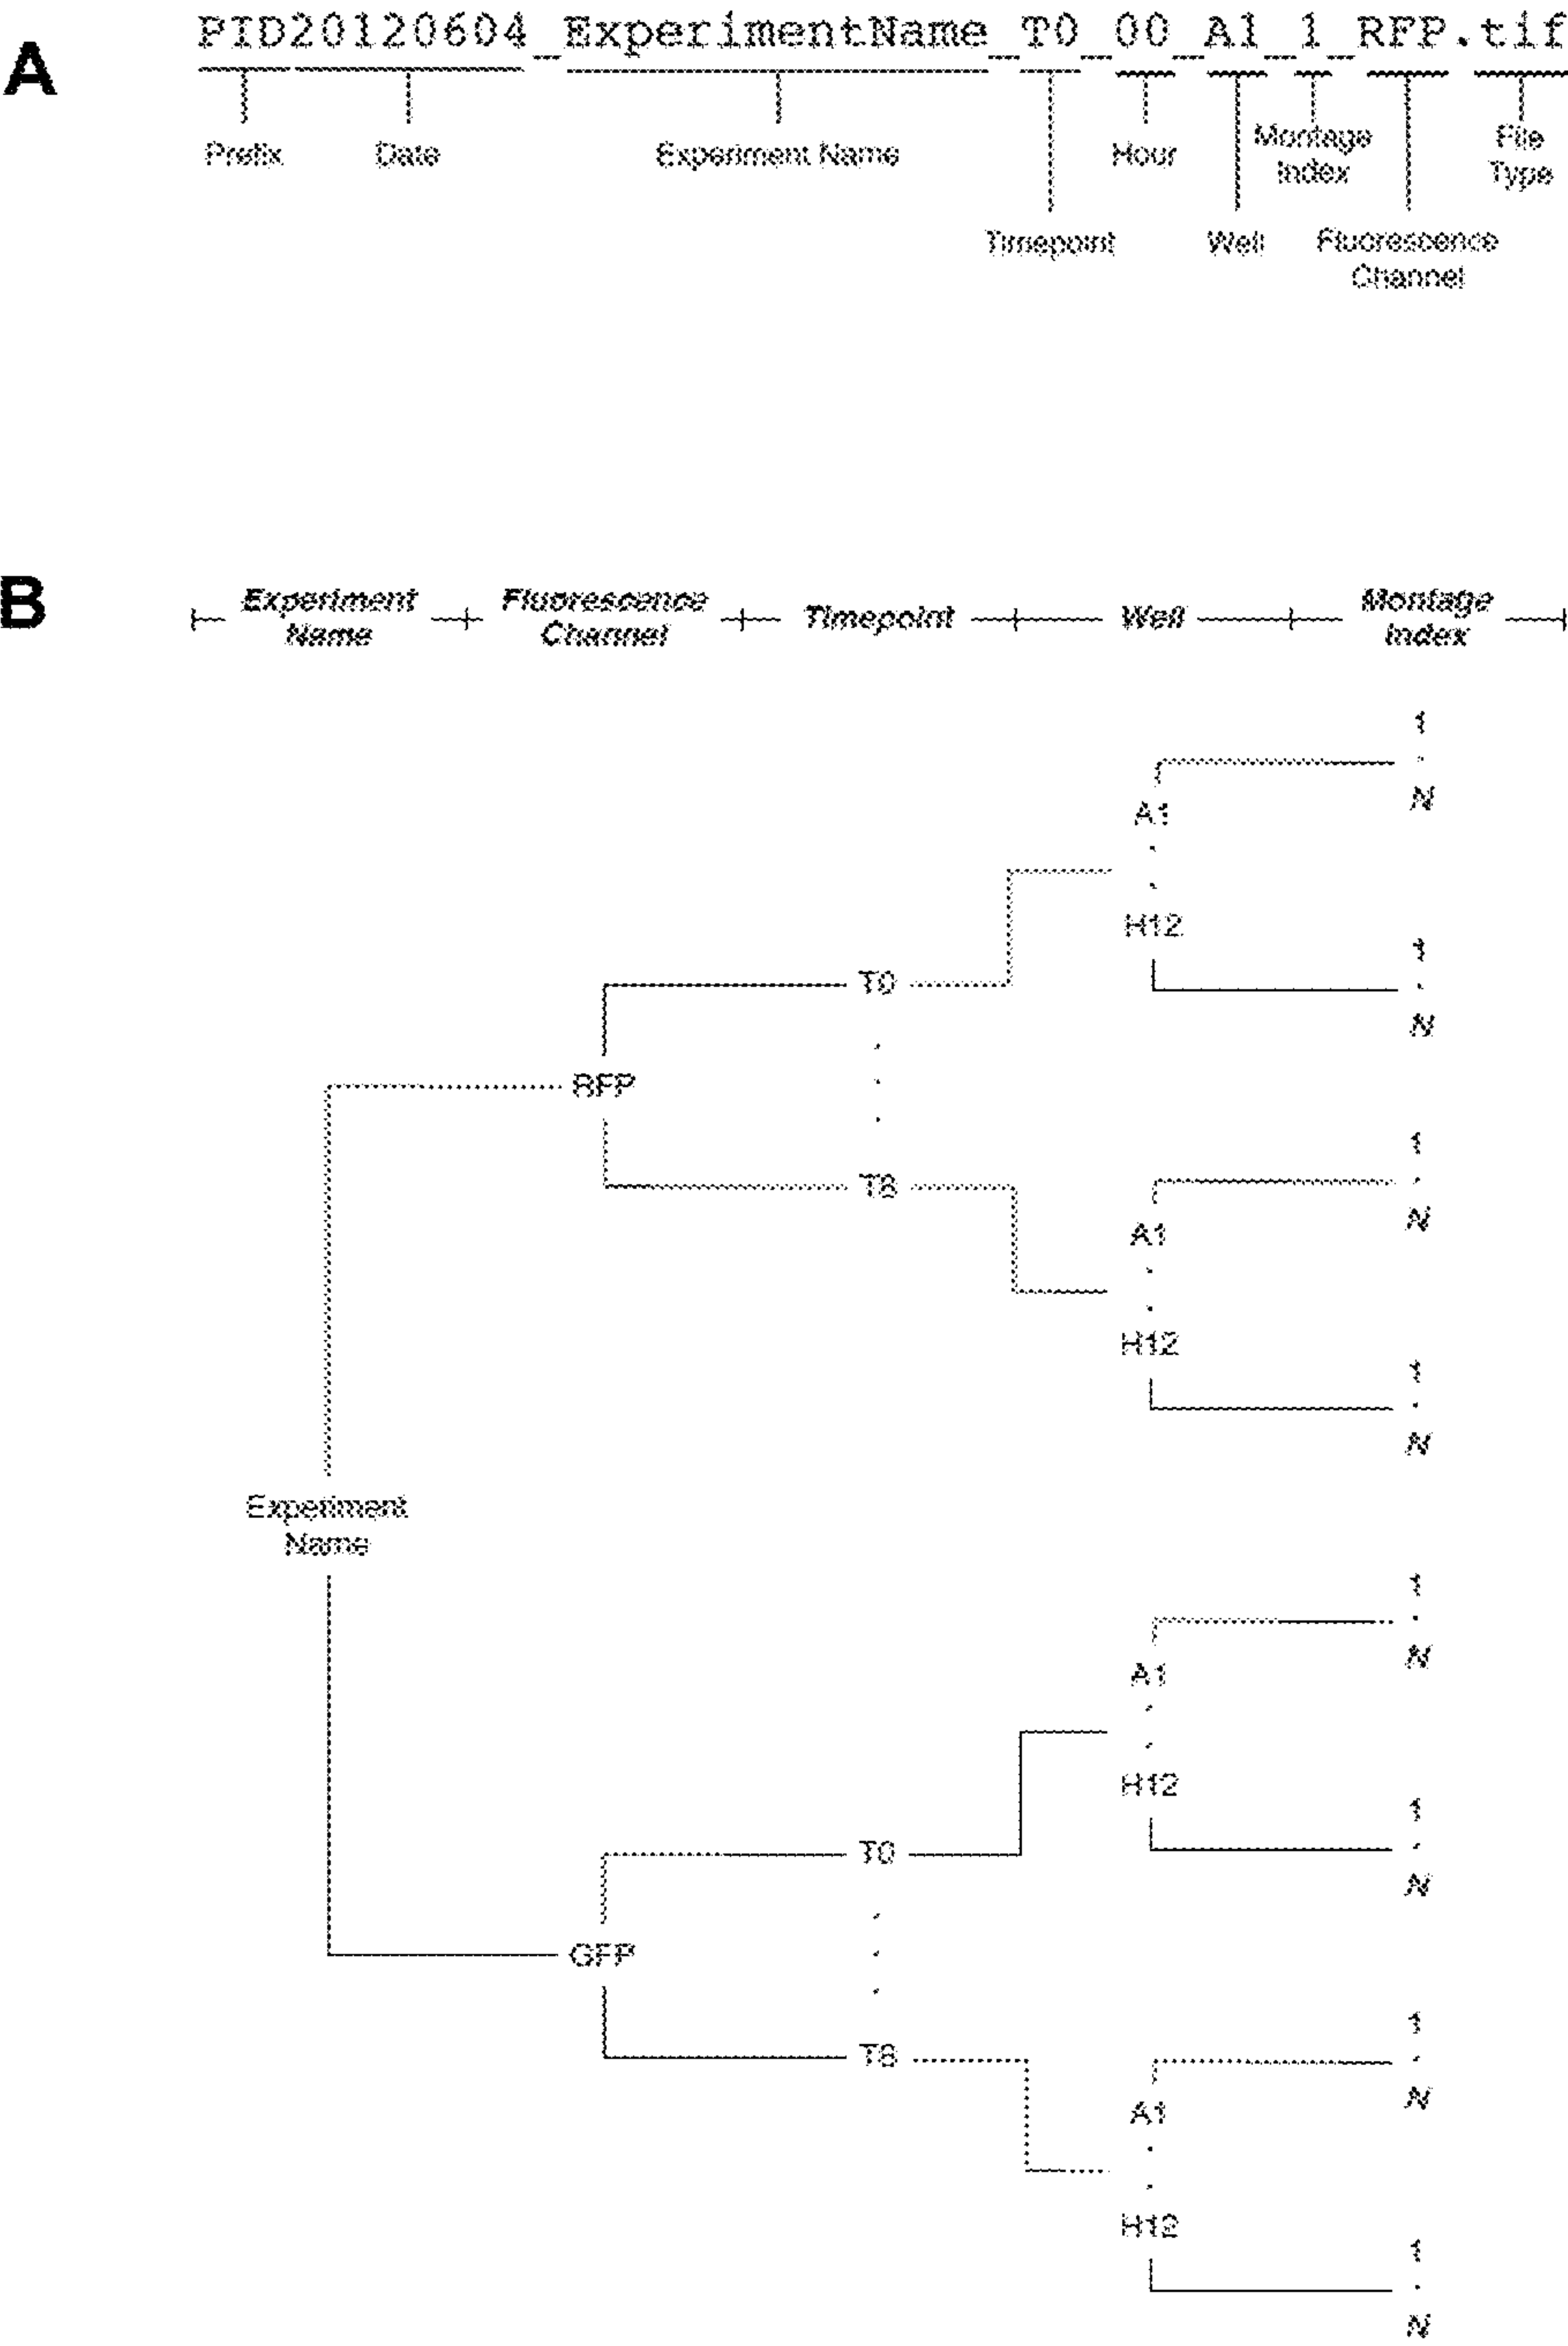 A
PID20120604_ExperimentName_T0_00_A1_1_RFP.tif
Prefix
Date
Experiment Name
Timepoint
Hour
Well
Montage
Index
Fluorescence
Channel
File
Type
B
Experiment
Name
Fluorescence
Channel
Timepoint
Well
Montage
Index
Experiment
Name
RFP
T0
A1
1
N
H12
1
N
T8
A1
1
N
H12
1
N
GFP
T0
A1
1
N
H12
1
N
T8
A1
1
N
H12
1
N